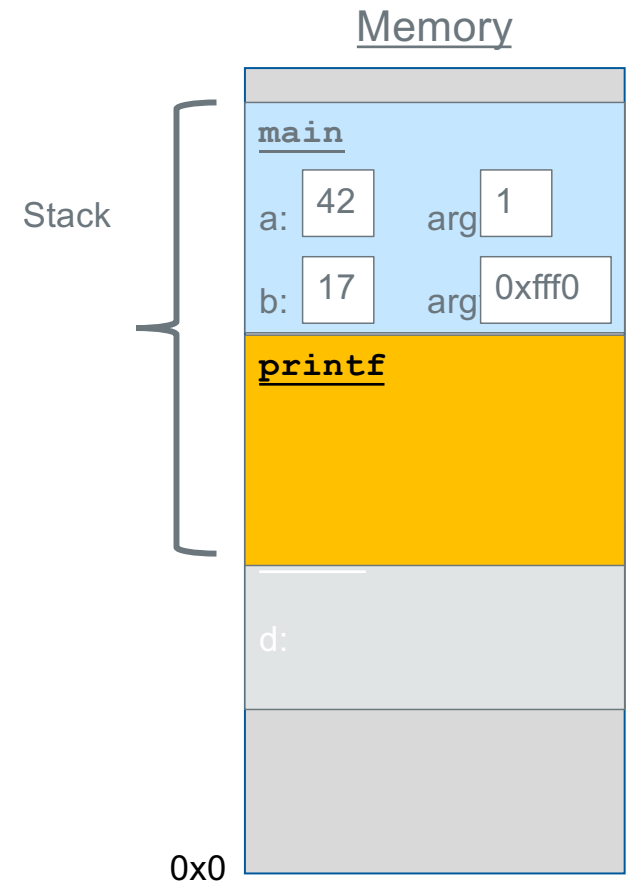 Memory
main
Stack
a: 42 arg 1
b: 17 arg 0xfff0
printf
d:
0x0